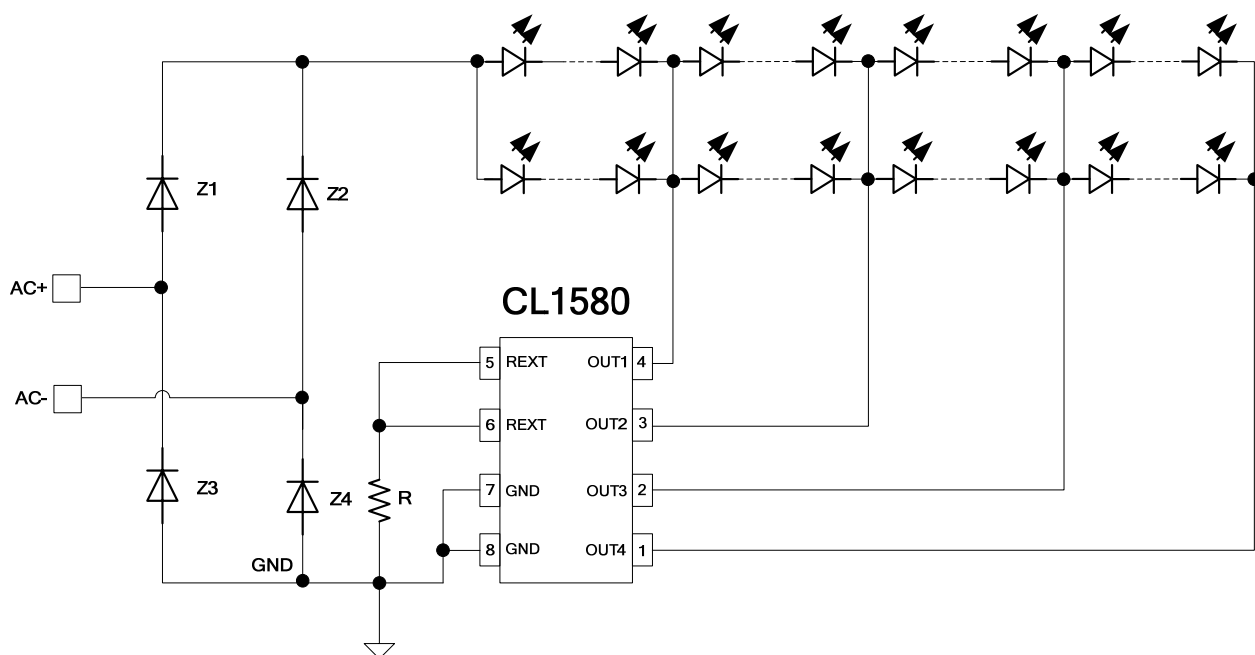 Z1
Z2
AC+
CL1580
5 REXT OUT1 4
AC-
6 REXT OUT2 3
Z3
Z4
R
7 GND OUT3 2
8 GND OUT4 1
GND